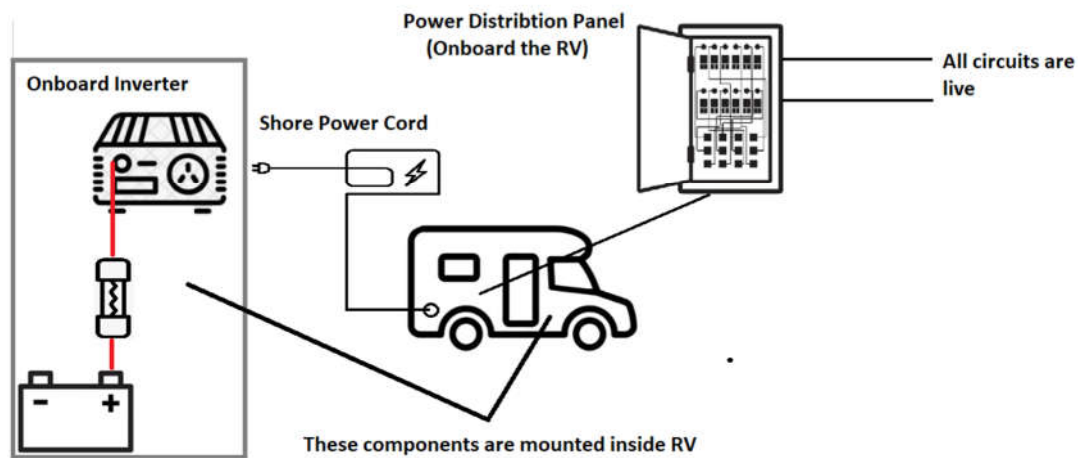 Power Distribtion Panel
(Onboard the RV)
All circuits are
live
Onboard Inverter
Shore Power Cord
- +
These components are mounted inside RV